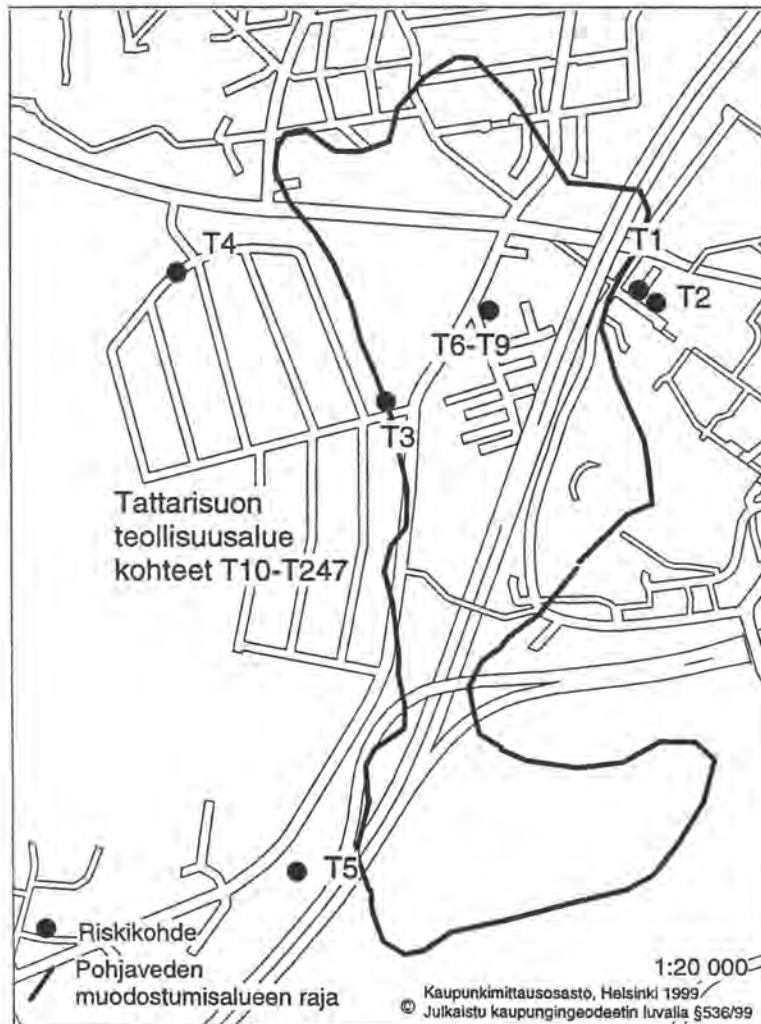 T4
T1
T2
T6-T9
T3
Tattarisuon
teollisuusalue
kohteet T10-T247
T5
Riskikohde
Pohjaveden
muodostumisalueen raja
1:20 000
© Kaupunkimittausosasto, Helsinki 1999
Julkaistu kaupungingeodeetin luvalla §536/99